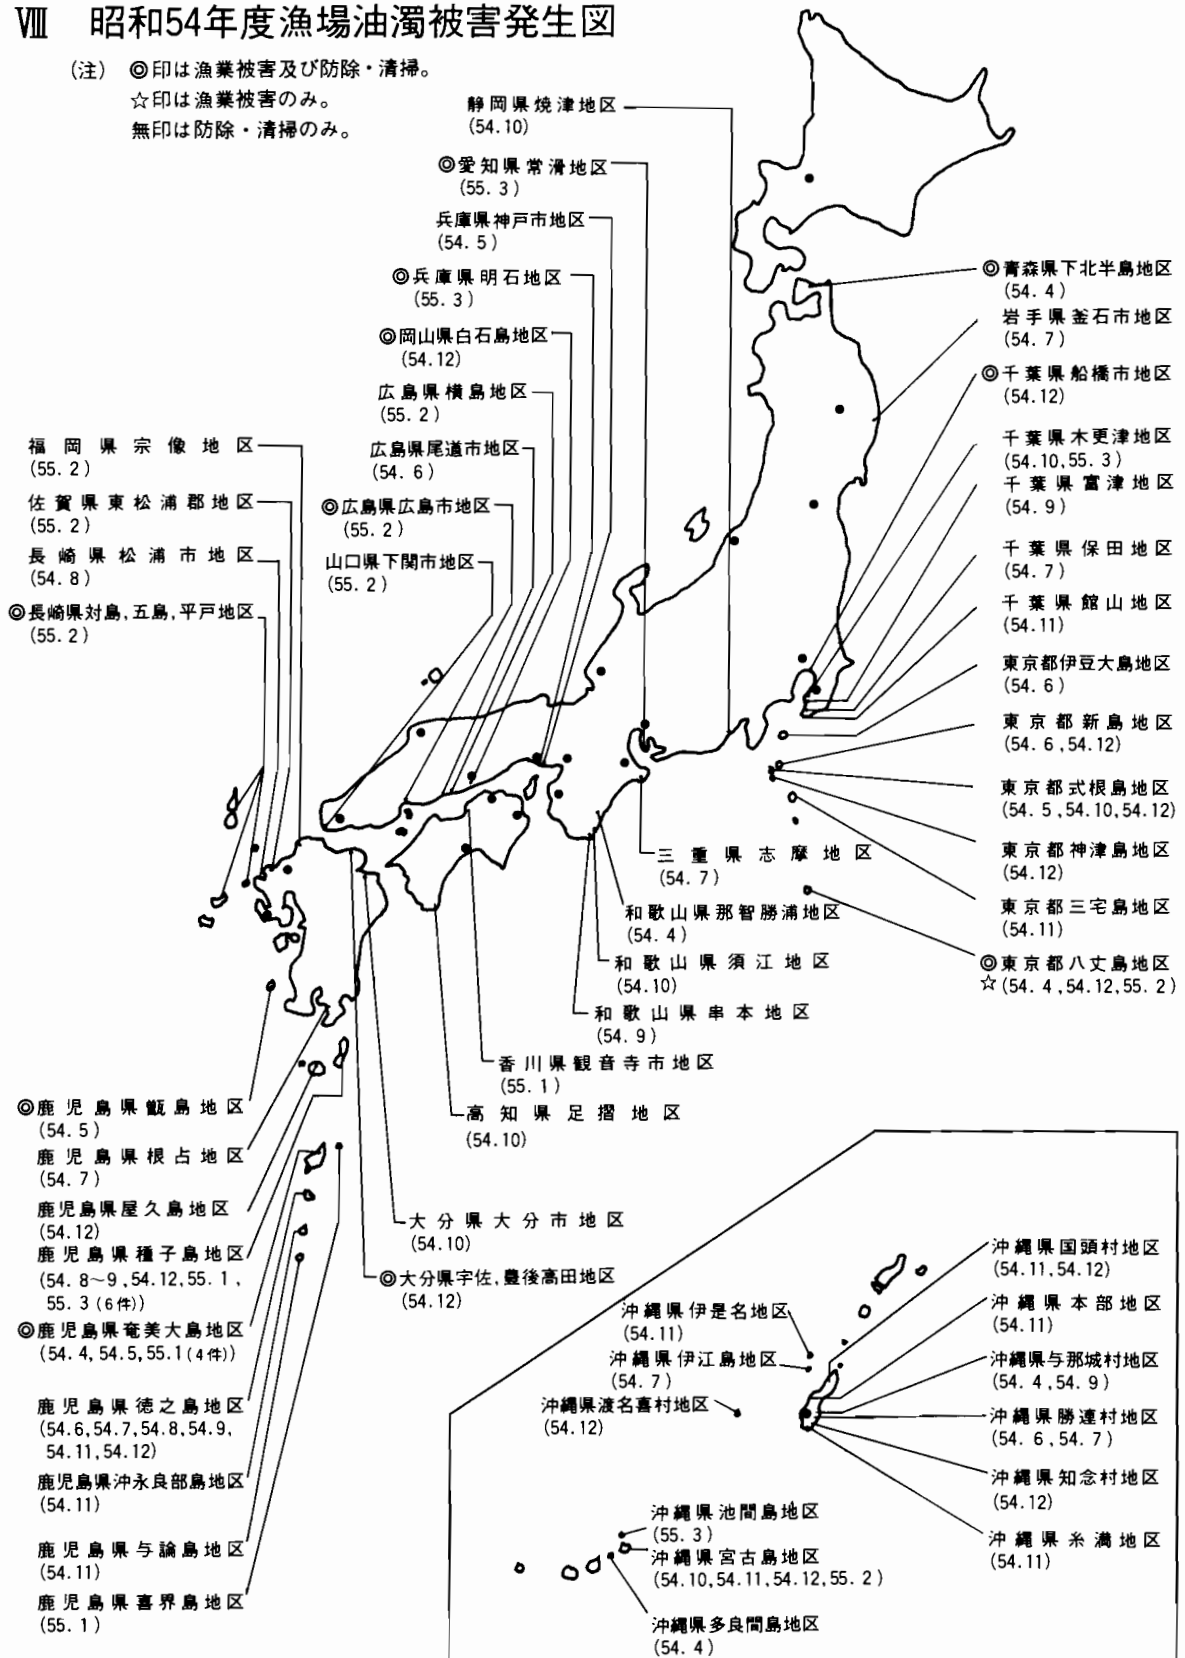 Ⅷ 昭和54年度漁場油濁被害発生図
(注) ◎印は漁業被害及び防除・清掃。
☆印は漁業被害のみ。
無印は防除・清掃のみ。
静岡県焼津地区
(54.10)
◎愛知県常滑地区
(55.3)
兵庫県神戸市地区
(54.5)
◎兵庫県明石地区
(55.3)
◎岡山県白石島地区
(54.12)
広島県横島地区
(55.2)
広島県尾道市地区
(54.6)
◎広島県広島市地区
(55.2)
山口県下関市地区
(55.2)
福岡県宗像地区
(55.2)
佐賀県東松浦郡地区
(55.2)
長崎県松浦市地区
(54.8)
◎長崎県対島,五島,平戸地区
(55.2)
◎青森県下北半島地区
(54.4)
岩手県釜石市地区
(54.7)
◎千葉県船橋市地区
(54.12)
千葉県木更津地区
(54.10,55.3)
千葉県富津地区
(54.9)
千葉県保田地区
(54.7)
千葉県館山地区
(54.11)
東京都伊豆大島地区
(54.6)
東京都新島地区
(54.6,54.12)
東京都式根島地区
(54.5,54.10,54.12)
東京都神津島地区
(54.12)
東京都三宅島地区
(54.11)
◎東京都八丈島地区
☆(54.4,54.12,55.2)
三重県志摩地区
(54.7)
和歌山県那智勝浦地区
(54.4)
和歌山県須江地区
(54.10)
和歌山県串本地区
(54.9)
香川県観音寺市地区
(55.1)
高知県足摺地区
(54.10)
大分県大分市地区
(54.10)
◎大分県宇佐,豊後高田地区
(54.12)
◎鹿児島県甑島地区
(54.5)
鹿児島県根占地区
(54.7)
鹿児島県屋久島地区
(54.12)
鹿児島県種子島地区
(54.8～9,54.12,55.1,
55.3(6件))
◎鹿児島県奄美大島地区
(54.4,54.5,55.1(4件))
鹿児島県徳之島地区
(54.6,54.7,54.8,54.9,
54.11,54.12)
鹿児島県沖永良部島地区
(54.11)
鹿児島県与論島地区
(54.11)
鹿児島県喜界島地区
(55.1)
沖縄県国頭村地区
(54.11,54.12)
沖縄県本部地区
(54.11)
沖縄県与那城村地区
(54.4,54.9)
沖縄県勝連村地区
(54.6,54.7)
沖縄県知念村地区
(54.12)
沖縄県糸満地区
(54.11)
沖縄県伊是名地区
(54.11)
沖縄県伊江島地区
(54.7)
沖縄県渡名喜村地区
(54.12)
沖縄県池間島地区
(55.3)
沖縄県宮古島地区
(54.10,54.11,54.12,55.2)
沖縄県多良間島地区
(54.4)